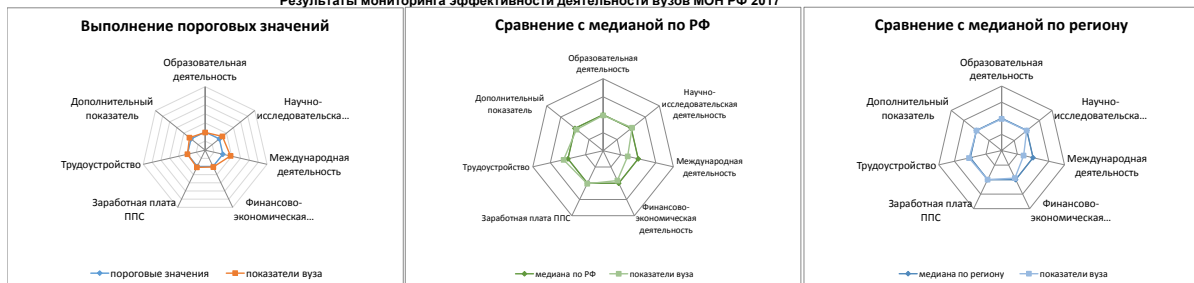 Результаты мониторинга эффективности деятельности вузов МОН РФ 2017
Выполнение пороговых значений
Образовательная
деятельность
Дополнительный
показатель
Научно-
исследовательска...
Трудоустройство
Международная
деятельность
Заработная плата
ППС
Финансово-
экономическая...
пороговые значения
показатели вуза
Сравнение с медианой по РФ
Образовательная
деятельность
Дополнительный
показатель
Научно-
исследовательская
деятельность
Трудоустройство
Международная
деятельность
Заработная плата ППС
Финансово-
экономическая
деятельность
медиана по РФ
показатели вуза
Сравнение с медианой по региону
Образовательная
деятельность
Дополнительный
показатель
Научно-
исследовательская
деятельность
Трудоустройство
Международная
деятельность
Заработная плата
ППС
Финансово-
экономическая...
медиана по региону
показатели вуза